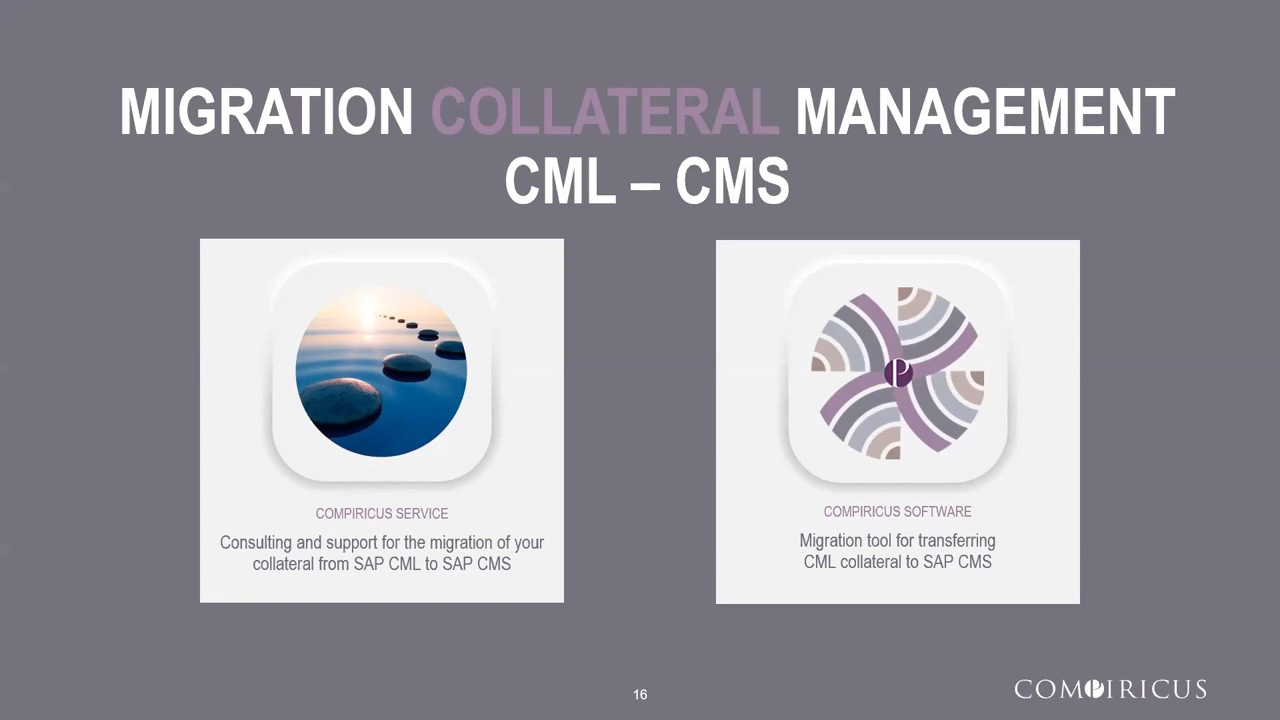 MIGRATION COLLATERAL MANAGEMENT
CML – CMS
COMPIRICUS SERVICE
Consulting and support for the migration of your
collateral from SAP CML to SAP CMS
P
COMPIRICUS SOFTWARE
Migration tool for transferring
CML collateral to SAP CMS
16
COMPIRICUS